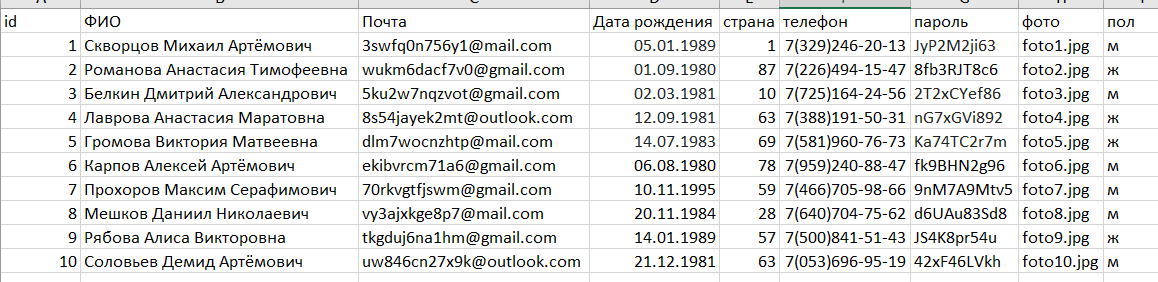 id ФИО Почта Дата рождения страна телефон пароль фото пол
1 Скворцов Михаил Артёмович 3swfq0n756y1@mail.com 05.01.1989 1 7(329)246-20-13 JyP2M2ji63 foto1.jpg м
2 Романова Анастасия Тимофеевна wukm6dacf7v0@gmail.com 01.09.1980 87 7(226)494-15-47 8fb3RJT8c6 foto2.jpg ж
3 Белкин Дмитрий Александрович 5ku2w7nqzvot@gmail.com 02.03.1981 10 7(725)164-24-56 2T2xCYef86 foto3.jpg м
4 Лаврова Анастасия Маратовна 8s54jayek2mt@outlook.com 12.09.1981 63 7(388)191-50-31 nG7xGVi892 foto4.jpg ж
5 Громова Виктория Матвеевна dlm7wocnzhtp@mail.com 14.07.1983 69 7(581)960-76-73 Ka74TC2r7m foto5.jpg ж
6 Карпов Алексей Артёмович ekibvrcm71a6@gmail.com 06.08.1980 78 7(959)240-88-47 fk9BHN2g96 foto6.jpg м
7 Прохоров Максим Серафимович 70rkvgtfjswm@gmail.com 10.11.1995 59 7(466)705-98-66 9nM7A9Mtv5 foto7.jpg м
8 Мешков Даниил Николаевич vy3ajxkge8p7@mail.com 20.11.1984 28 7(640)704-75-62 d6UAu83Sd8 foto8.jpg м
9 Рябова Алиса Викторовна tkgduj6na1hm@gmail.com 14.01.1989 57 7(500)841-51-43 JS4K8pr54u foto9.jpg ж
10 Соловьев Демид Артёмович uw846cn27x9k@outlook.com 21.12.1981 63 7(053)696-95-19 42xF46LVkh foto10.jpg м